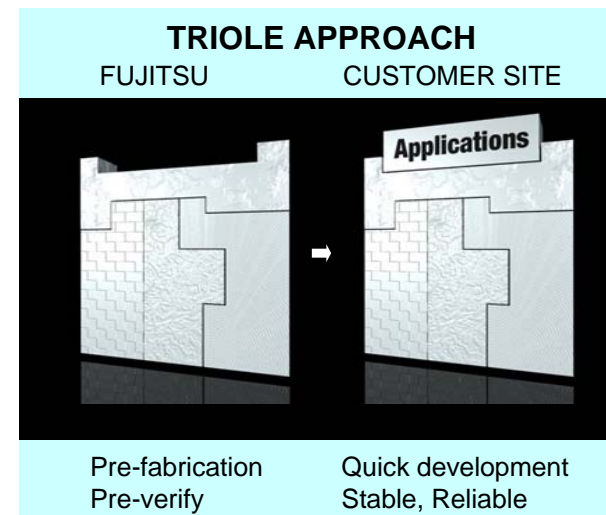 TRIOLE APPROACH
FUJITSU CUSTOMER SITE
Applications
Pre-fabrication Quick development
Pre-verify Stable, Reliable